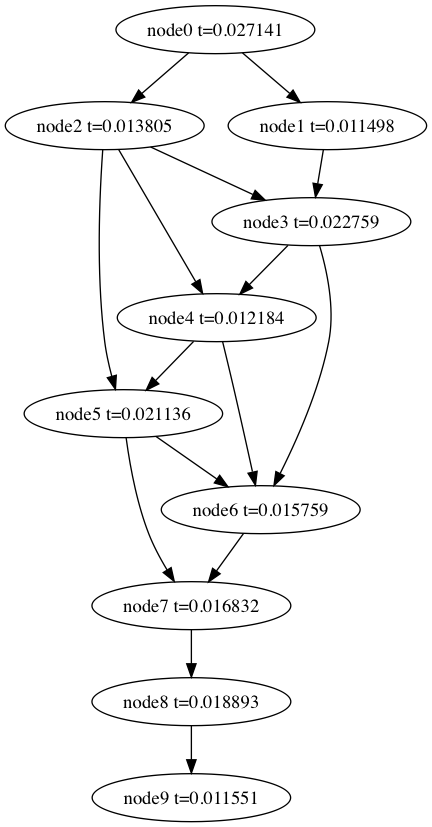 node0 t=0.027141
node2 t=0.013805
node1 t=0.011498
node3 t=0.022759
node4 t=0.012184
node5 t=0.021136
node6 t=0.015759
node7 t=0.016832
node8 t=0.018893
node9 t=0.011551